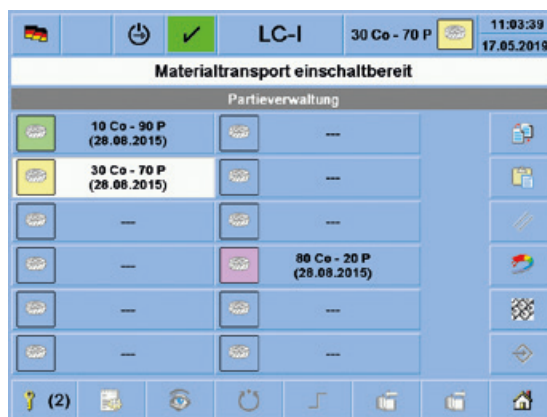 LC-I
30 Co - 70 P
11:03:39
17.05.2019
Materialtransport einschaltbereit
Partieverwaltung
10 Co - 90 P
(28.08.2015)
---
30 Co - 70 P
(28.08.2015)
---
---
---
---
80 Co - 20 P
(28.08.2015)
---
---
---
---
(2)